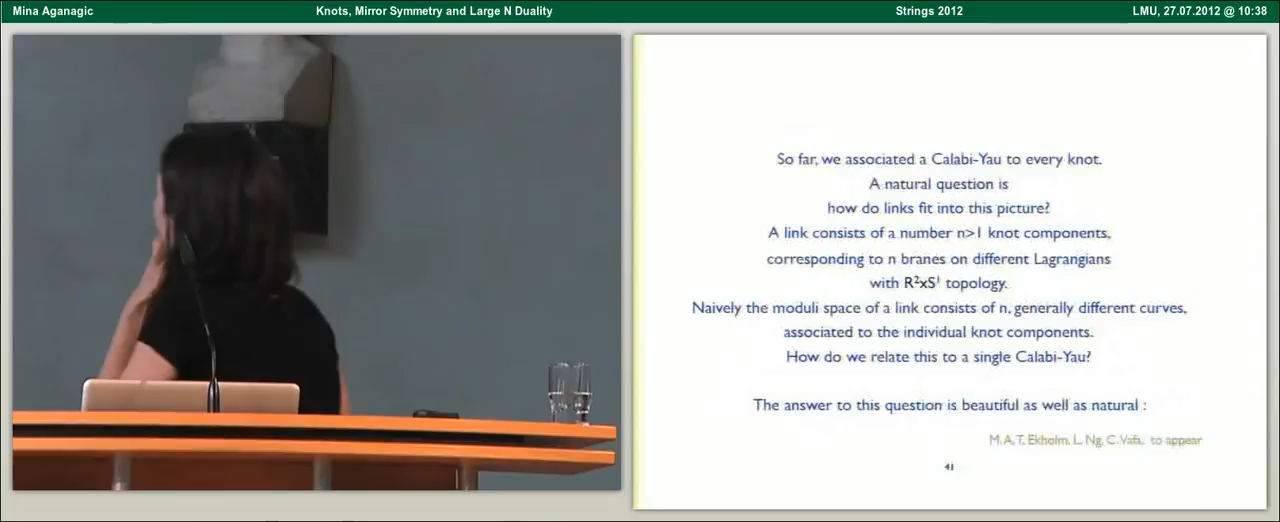 Mina Aganagic
Knots, Mirror Symmetry and Large N Duality
Strings 2012
LMU, 27.07.2012 @ 10:38
So far, we associated a Calabi-Yau to every knot.
A natural question is
how do links fit into this picture?
A link consists of a number n>1 knot components,
corresponding to n branes on different Lagrangians
with R²xS¹ topology.
Naively the moduli space of a link consists of n, generally different curves,
associated to the individual knot components.
How do we relate this to a single Calabi-Yau?
The answer to this question is beautiful as well as natural :
M. A, T. Ekholm, L. Ng, C. Vafa, to appear
41